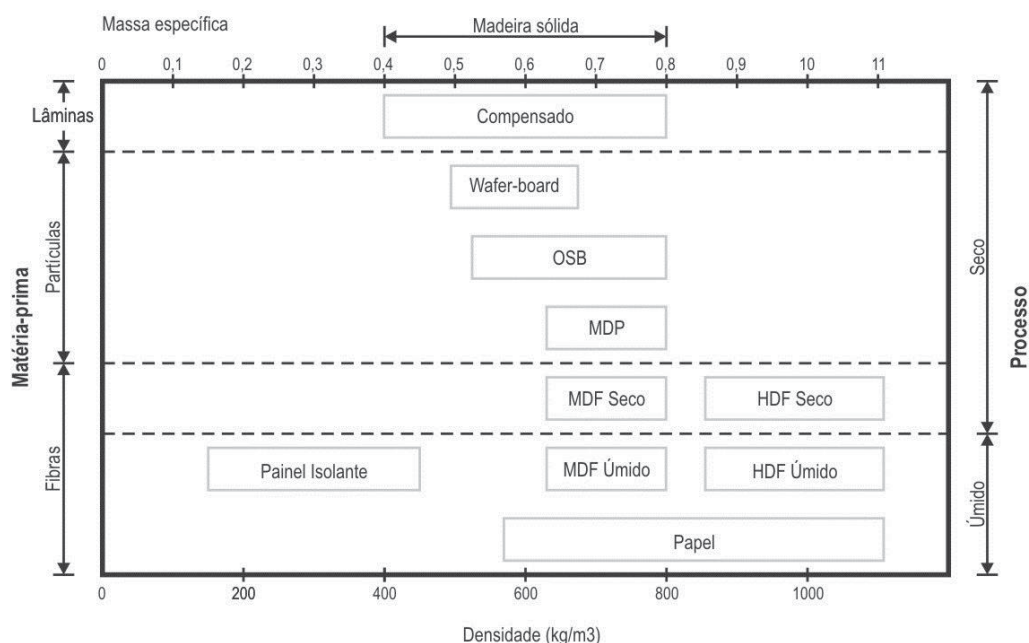 Massa específica
Madeira sólida
0 0,1 0,2 0,3 0,4 0,5 0,6 0,7 0,8 0,9 10 11
Lâminas
Compensado
Wafer-board
Partículas
OSB
Seco
MDP
Matéria-prima
Processo
MDF Seco
HDF Seco
Fibras
Painel Isolante
MDF Úmido
HDF Úmido
Úmido
Papel
0 200 400 600 800 1000
Densidade (kg/m3)